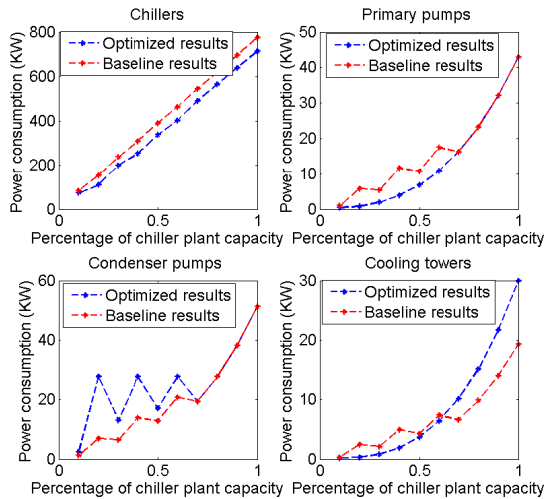 Chillers
Power consumption (KW)
800
600
400
200
0
Optimized results
Baseline results
0
0.5
1
Percentage of chiller plant capacity
Primary pumps
Power consumption (KW)
50
40
30
20
10
0
Optimized results
Baseline results
0
0.5
1
Percentage of chiller plant capacity
Condenser pumps
Power consumption (KW)
60
40
20
0
Optimized results
Baseline results
0
0.5
1
Percentage of chiller plant capacity
Cooling towers
Power consumption (KW)
30
20
10
0
Optimized results
Baseline results
0
0.5
1
Percentage of chiller plant capacity